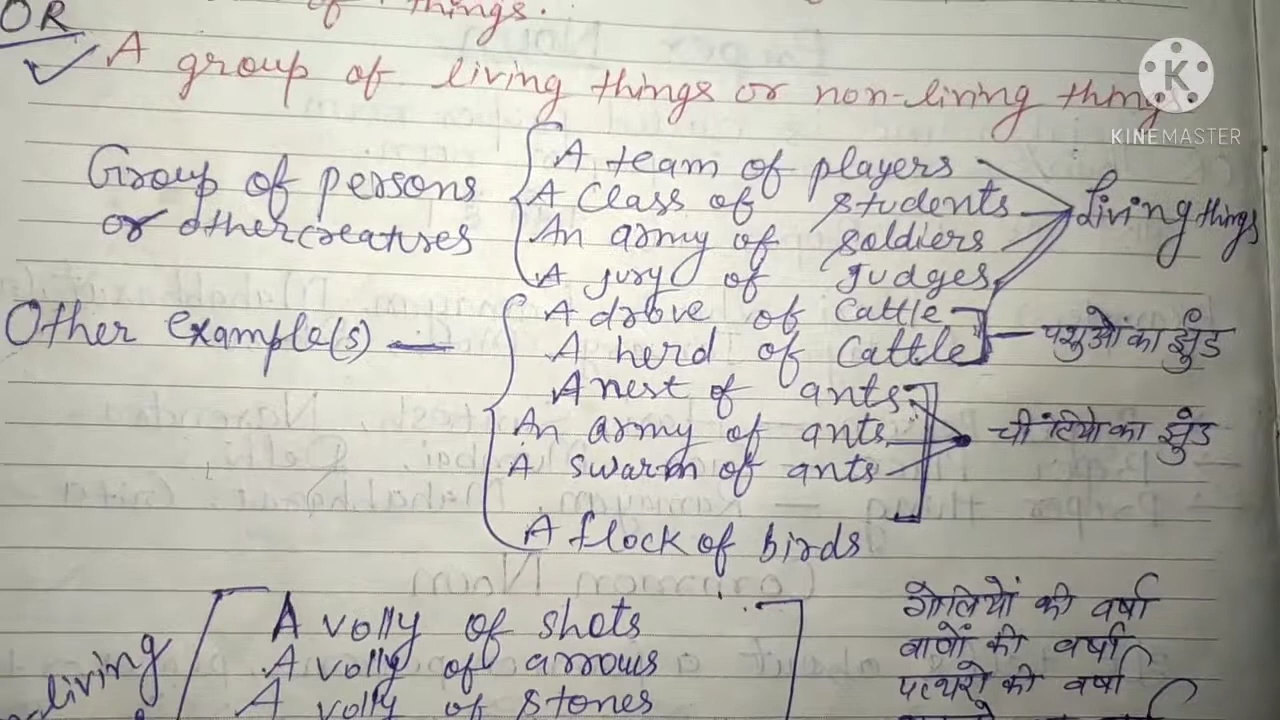 OR of things.
A group of living things or non-living things
KINEMASTER
Group of persons or other creatures
A team of players
A Class of students
An army of soldiers
A jury of Judges
Living things
Other example(s) —
A drove of Cattle
A herd of Cattle
पशुओं का झुंड
A nest of ants
An army of ants
A swarm of ants
चींटियो का झुंड
A flock of birds
living
A volly of shots
A volly of arrows
A volly of stones
गोलियों की वर्षा
वाणों की वर्षा
पत्थरो की वर्षा